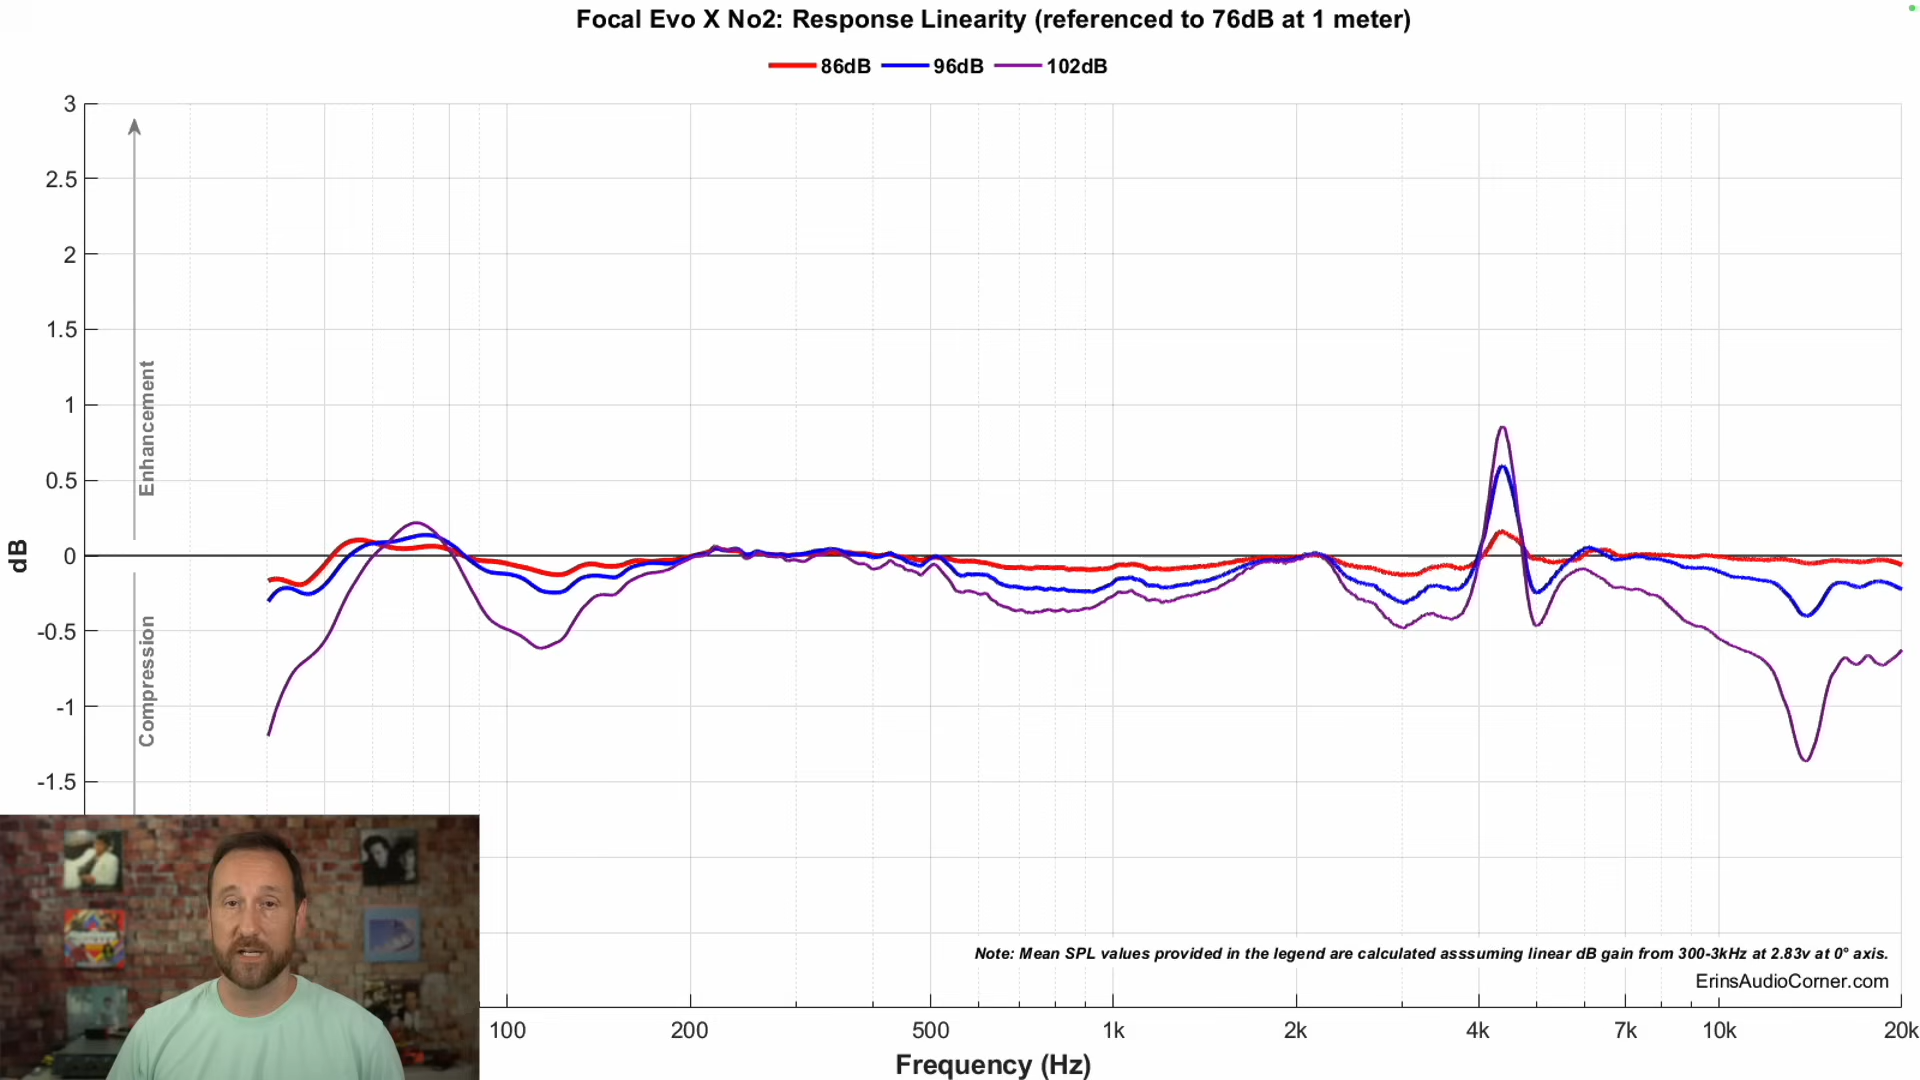 Focal Evo X No2: Response Linearity (referenced to 76dB at 1 meter)
86dB 96dB 102dB
3
2.5
2
1.5
1
0.5
0
-0.5
-1
-1.5
dB
Enhancement
Compression
Note: Mean SPL values provided in the legend are calculated asssuming linear dB gain from 300-3kHz at 2.83v at 0° axis.
ErinsAudioCorner.com
100 200 500 1k 2k 4k 7k 10k 20k
Frequency (Hz)